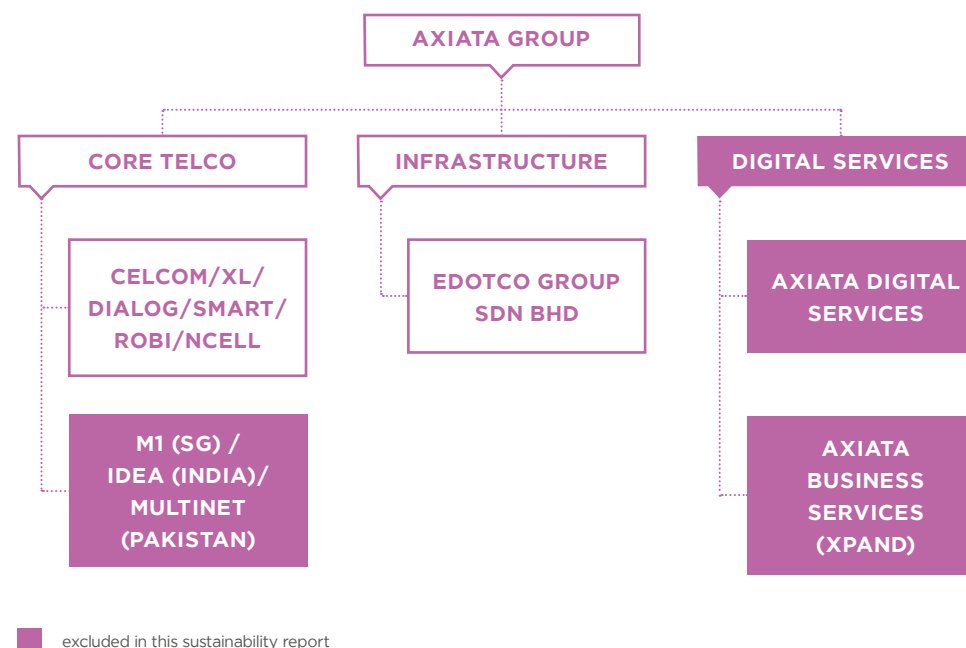 AXIATA GROUP
CORE TELCO
INFRASTRUCTURE
DIGITAL SERVICES
CELCOM/XL/
DIALOG/SMART/
ROBI/NCELL
EDOTCO GROUP
SDN BHD
AXIATA DIGITAL
SERVICES
M1 (SG) /
IDEA (INDIA)/
MULTINET
(PAKISTAN)
AXIATA
BUSINESS
SERVICES
(XPAND)
excluded in this sustainability report